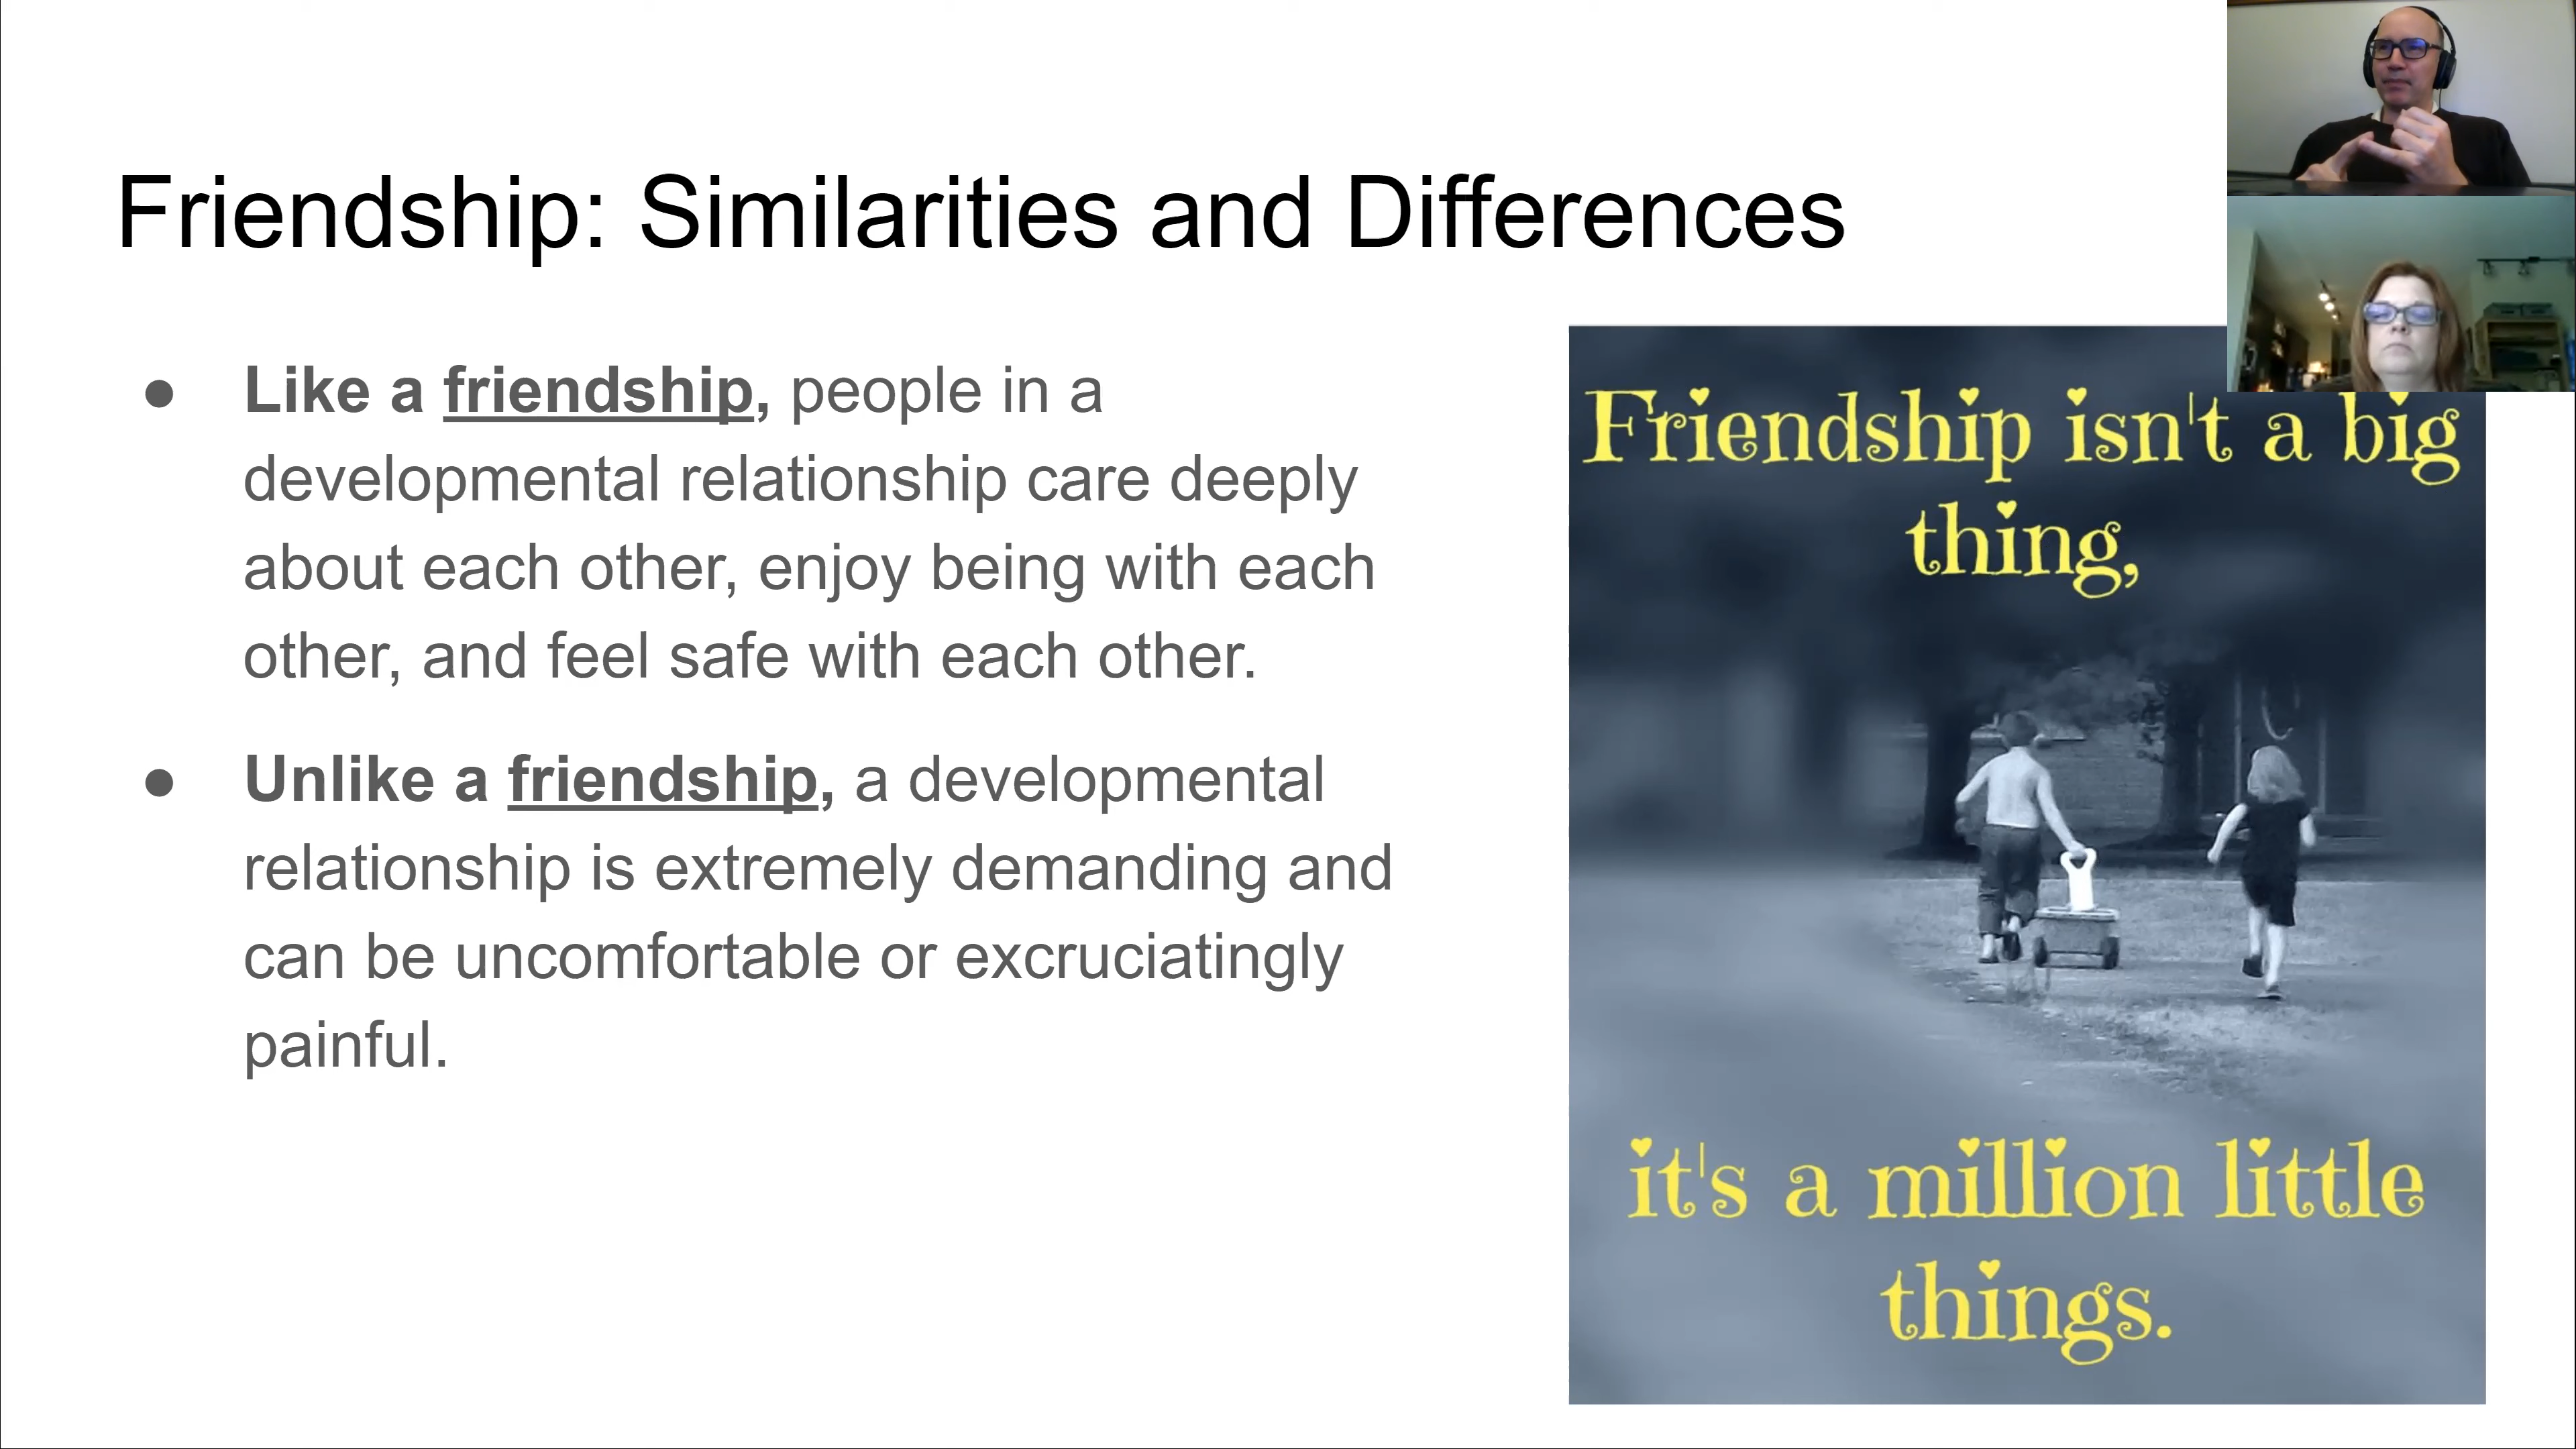 Friendship: Similarities and Differences
● Like a friendship, people in a
developmental relationship care deeply
about each other, enjoy being with each
other, and feel safe with each other.
● Unlike a friendship, a developmental
relationship is extremely demanding and
can be uncomfortable or excruciatingly
painful.
Friendship isn't a big
thing,
it's a million little
things.